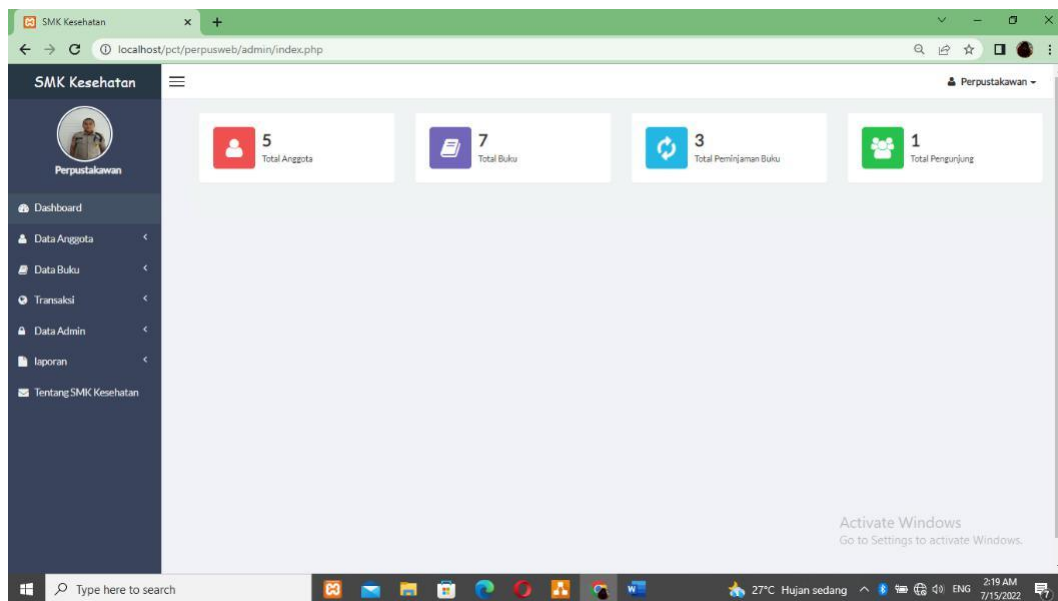 SMK Kesehatan
localhost/pct/perpusweb/admin/index.php
SMK Kesehatan
Perpustakawan
Perpustakawan
5
Total Anggota
7
Total Buku
3
Total Peminjaman Buku
1
Total Pengunjung
Dashboard
Data Anggota
Data Buku
Transaksi
Data Admin
laporan
Tentang SMK Kesehatan
Activate Windows
Go to Settings to activate Windows.
Type here to search
27°C Hujan sedang
ENG
2:19 AM
7/15/2022